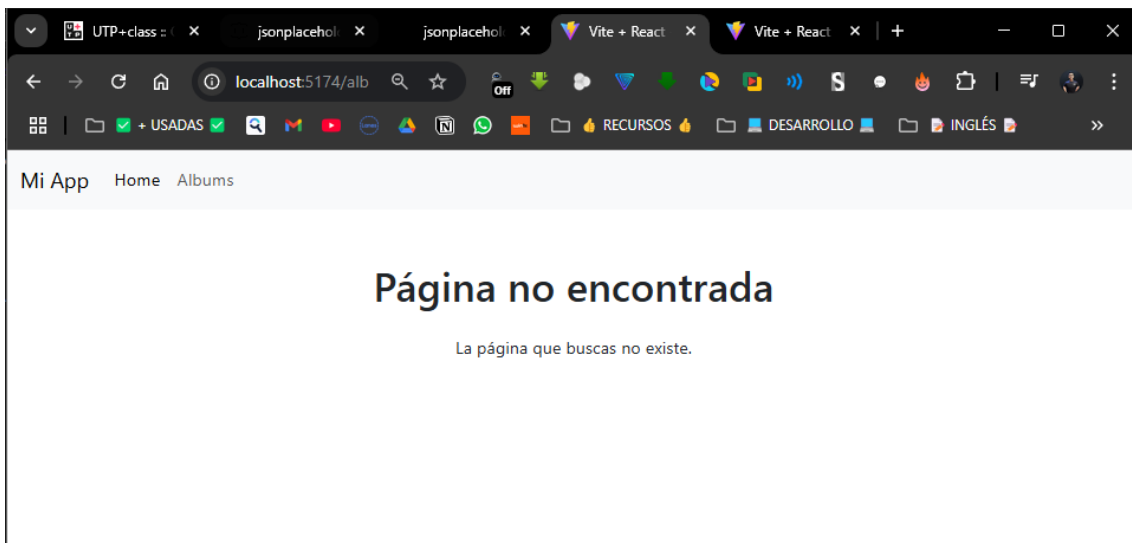 UTP+class :: (
jsonplacehol
jsonplacehol
Vite + React
Vite + React
localhost:5174/alb
Off
+ USADAS
RECURSOS
DESARROLLO
INGLÉS
Mi App Home Albums
Página no encontrada
La página que buscas no existe.